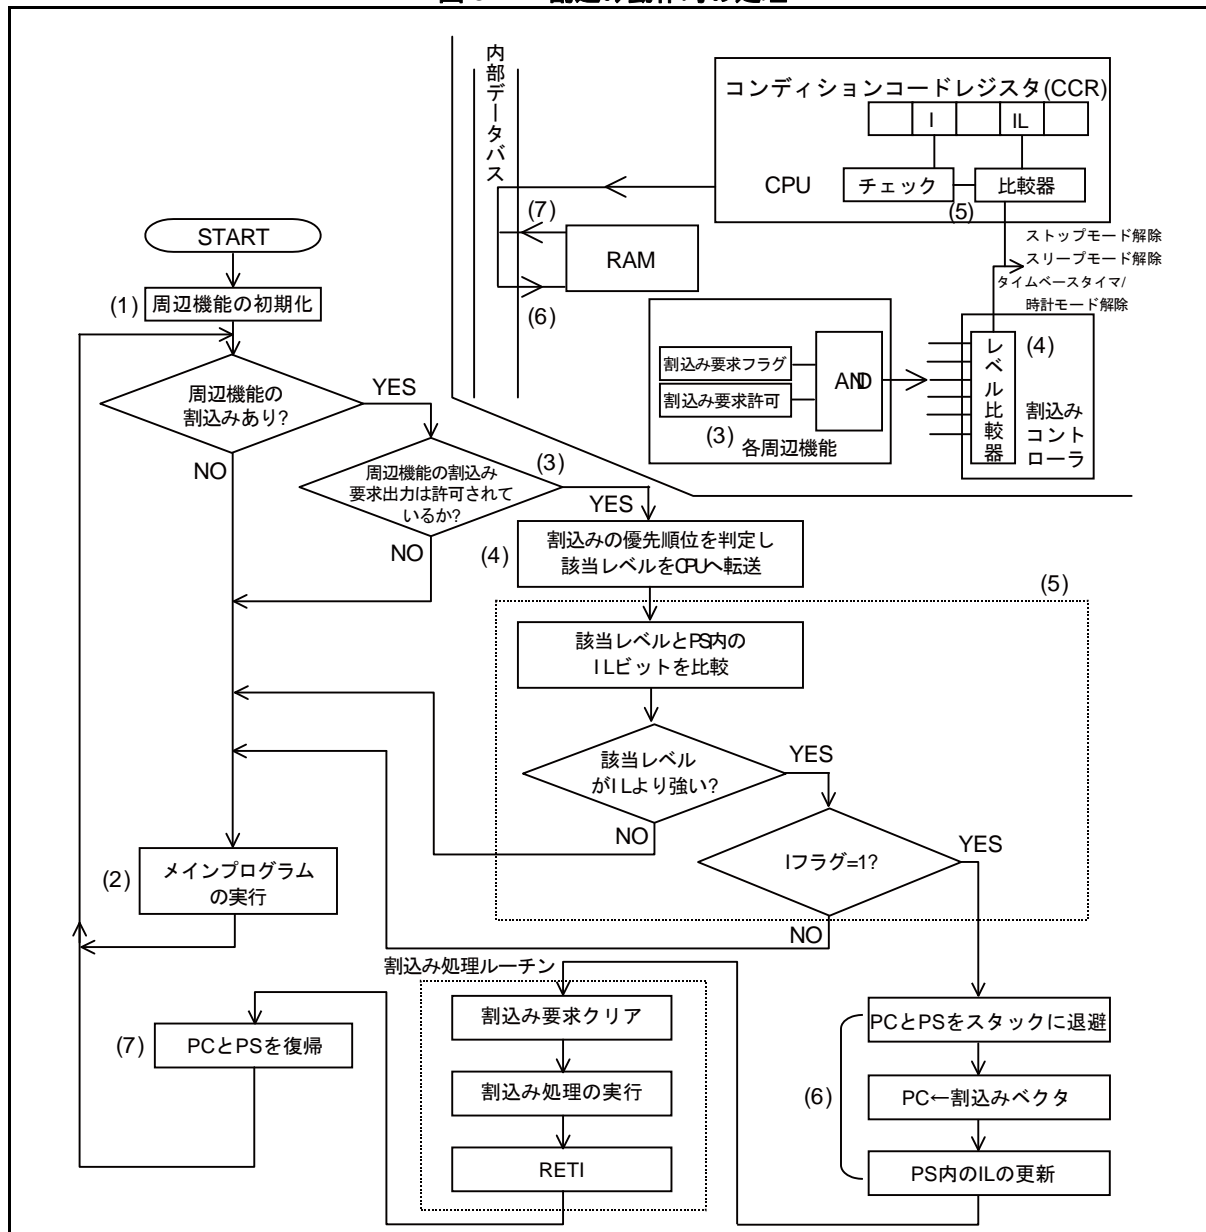 内部データバス
コンディションコードレジスタ(CCR)
I
IL
CPU
チェック
比較器
(5)
(7)
RAM
(6)
ストップモード解除
スリープモード解除
タイムベースタイマ/
時計モード解除
割込み要求フラグ
割込み要求許可
AND
(3)
各周辺機能
レベル比較器
(4)
割込み
コント
ローラ
START
(1)
周辺機能の初期化
周辺機能の
割込みあり?
YES
NO
周辺機能の割込み
要求出力は許可されて
いるか?
(3)
YES
NO
(4)
割込みの優先順位を判定し
該当レベルをCPUへ転送
(5)
該当レベルとPS内の
ILビットを比較
該当レベル
がILより強い?
YES
NO
Iフラグ=1?
YES
NO
(2)
メインプログラム
の実行
割込み処理ルーチン
割込み要求クリア
割込み処理の実行
RETI
(7)
PCとPSを復帰
(6)
PCとPSをスタックに退避
PC←割込みベクタ
PS内のILの更新